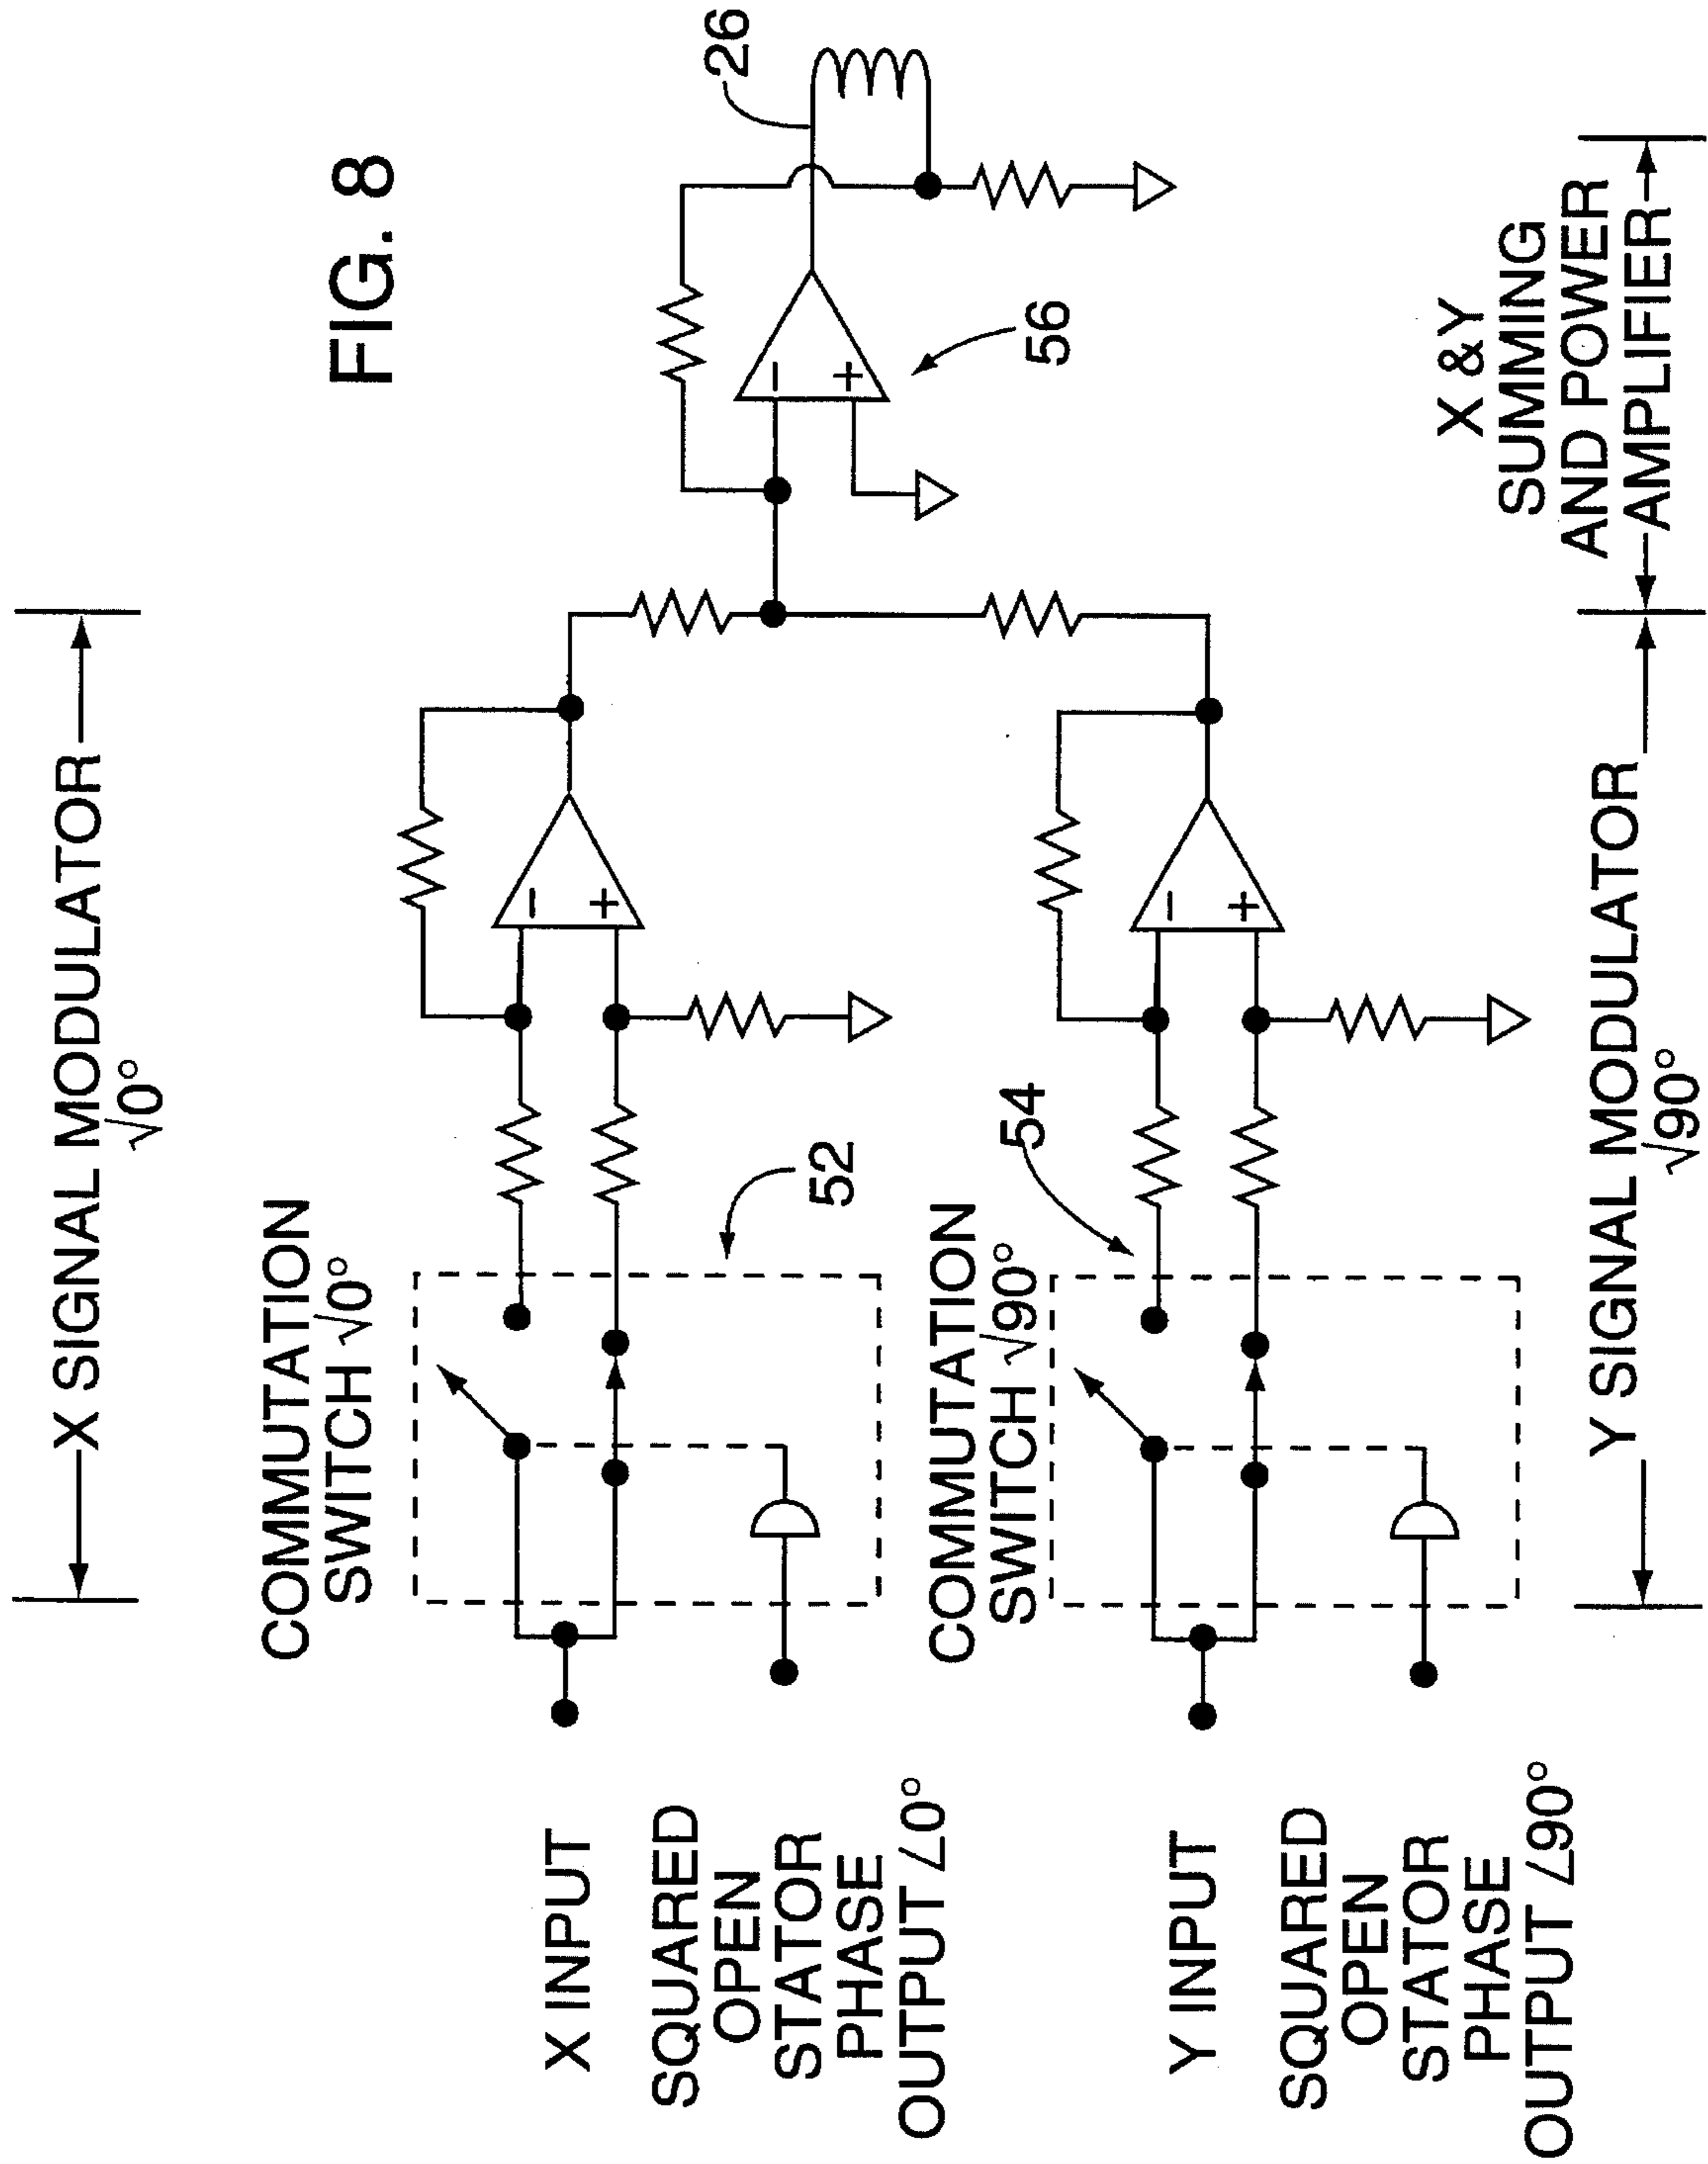 FIG. 8
X SIGNAL MODULATOR
√0°
COMMUTATION
SWITCH √0°
52
X INPUT
SQUARED
OPEN
STATOR
PHASE
OUTPUT ∠0°
−
+
26
−
+
56
COMMUTATION
SWITCH √90°
54
Y INPUT
SQUARED
OPEN
STATOR
PHASE
OUTPUT ∠90°
−
+
Y SIGNAL MODULATOR
√90°
X & Y
SUMMING
AND POWER
AMPLIFIER